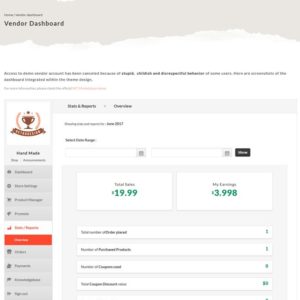 Home / vendor dashboard
Vendor Dashboard
Access to demo vendor account has been canceled because of stupid, childish and disrespectful behavior of some users. Here are screenshots of the
dashboard integrated within the theme design.
For more information, please check the official
Stats & Reports > Overview
Showing stats and reports for : June 2017
Select Date Range :
Show
Hand Made
Shop Announcements
Dashboard
Store Settings
Product Manager
Promote
Stats / Reports
Overview
Orders
Payments
Knowledgebase
Sign out
Total Sales
$19.99
My Earnings
$3.998
Total number of Order placed 1
Number of Purchased Products 1
Number of Coupons used 0
Total Coupon Discount value $0